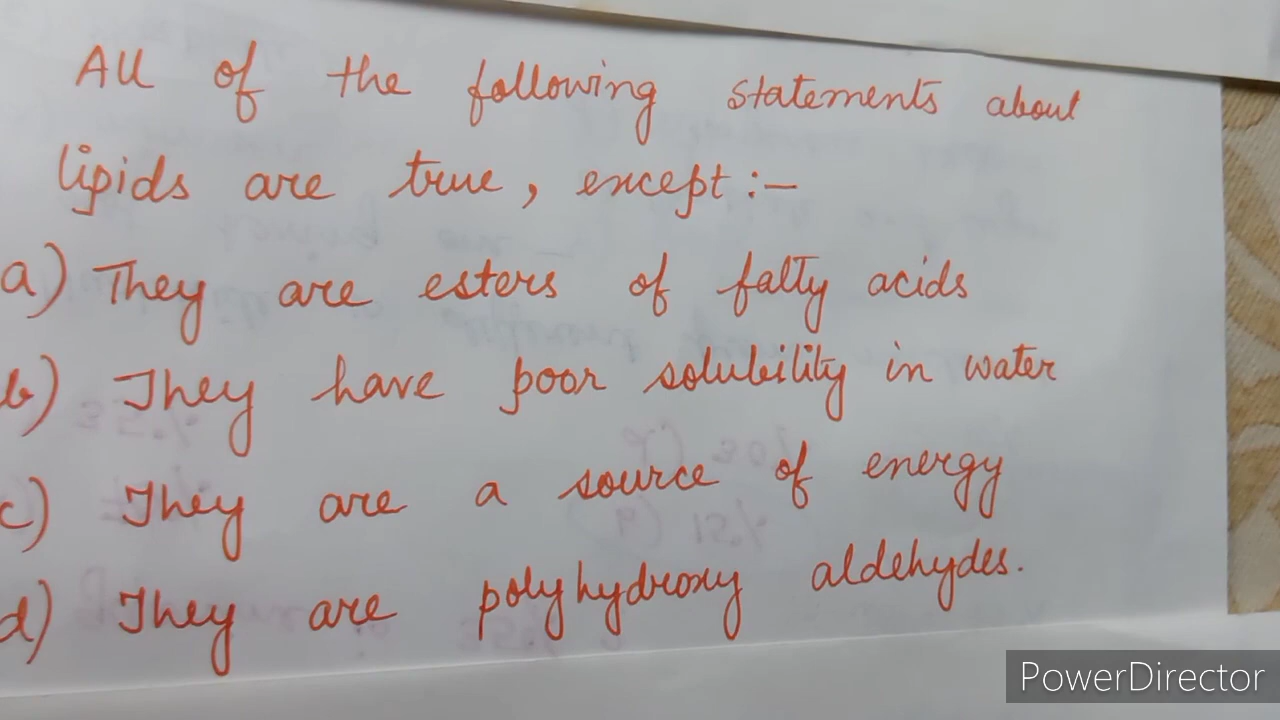 All of the following statements about
lipids are true, except :-
a) They are esters of fatty acids
b) They have poor solubility in water
c) They are a source of energy
d) They are polyhydroxy aldehydes.
PowerDirector